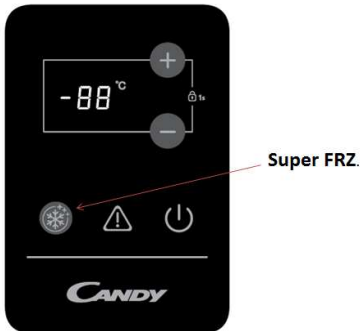 +
-88 °C
1s
−
Super FRZ.
CANDY